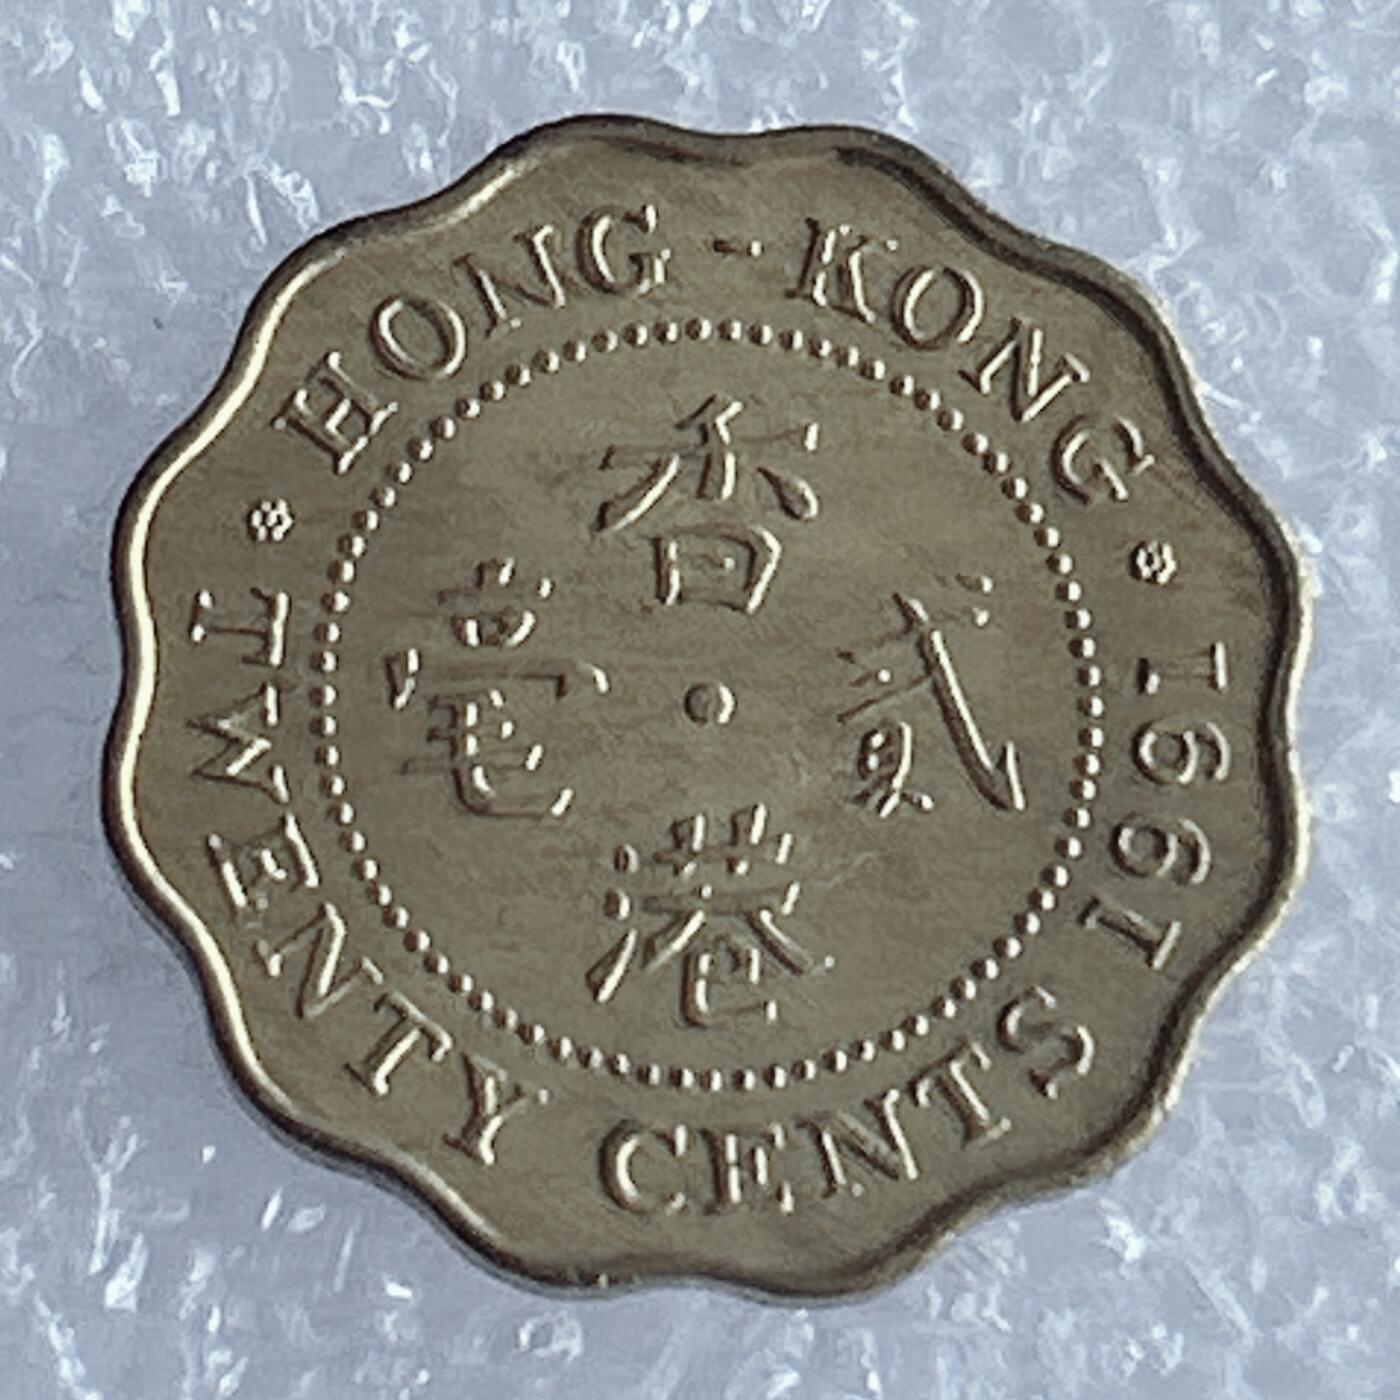 HONG-KONG
香港
貳毫
TWENTY CENTS 1991